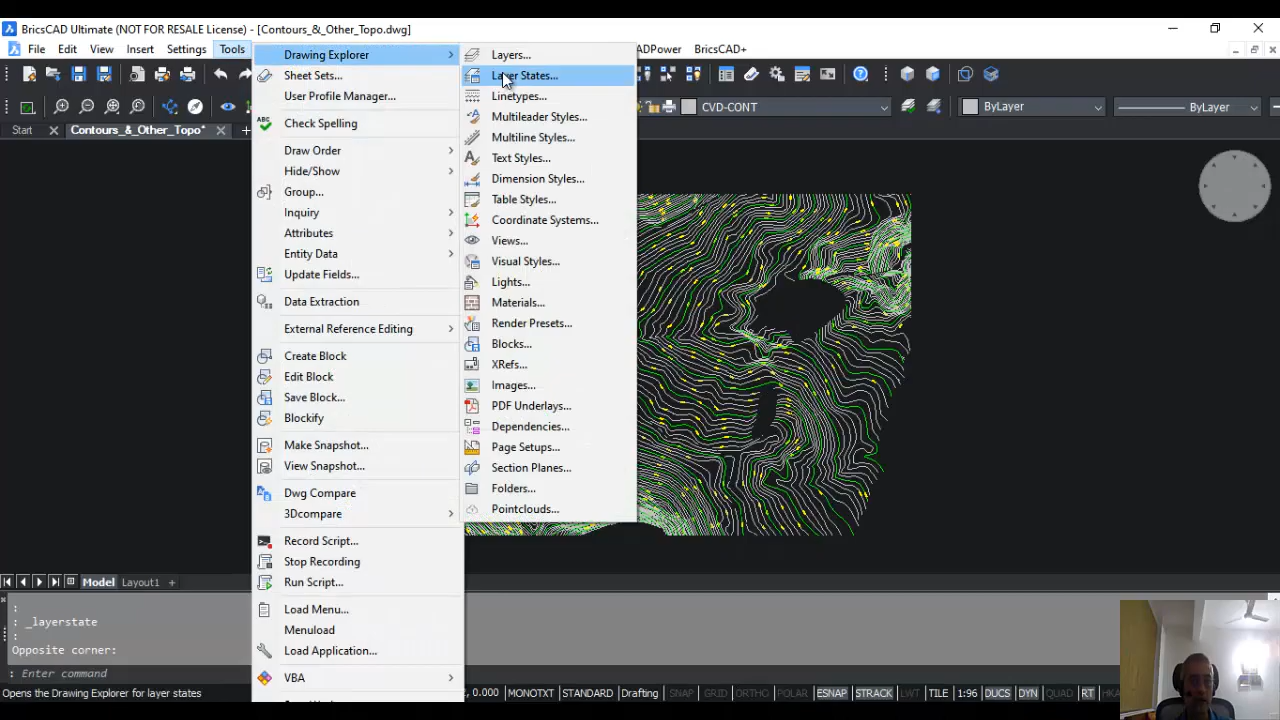 BricsCAD Ultimate (NOT FOR RESALE License) - [Contours_&_Other_Topo.dwg]
File Edit View Insert Settings Tools ADPower BricsCAD+
CVD-CONT ByLayer ByLayer
Start Contours_&_Other_Topo*
Drawing Explorer
Sheet Sets...
User Profile Manager...
Check Spelling
Draw Order
Hide/Show
Group...
Inquiry
Attributes
Entity Data
Update Fields...
Data Extraction
External Reference Editing
Create Block
Edit Block
Save Block...
Blockify
Make Snapshot...
View Snapshot...
Dwg Compare
3Dcompare
Record Script...
Stop Recording
Run Script...
Load Menu...
Menuload
Load Application...
VBA
Layers...
Layer States...
Linetypes...
Multileader Styles...
Multiline Styles...
Text Styles...
Dimension Styles...
Table Styles...
Coordinate Systems...
Views...
Visual Styles...
Lights...
Materials...
Render Presets...
Blocks...
XRefs...
Images...
PDF Underlays...
Dependencies...
Page Setups...
Section Planes...
Folders...
Pointclouds...
Model Layout1
:
: _layerstate
:
Opposite corner:
: Enter command
Opens the Drawing Explorer for layer states
0.000 MONOTXT STANDARD Drafting SNAP GRID ORTHO POLAR ESNAP STRACK LWT TILE 1:96 DUCS DYN QUAD RT HKA